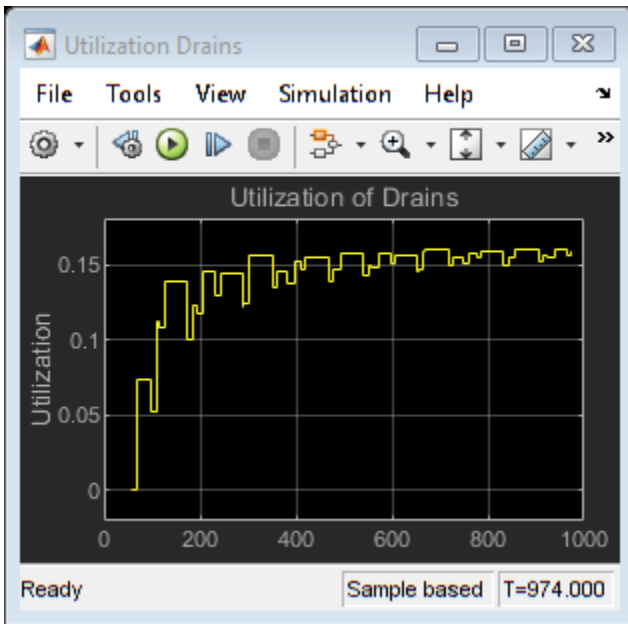 Utilization Drains
File Tools View Simulation Help
Utilization of Drains
Utilization
0.15
0.1
0.05
0
0 200 400 600 800 1000
Ready Sample based T=974.000